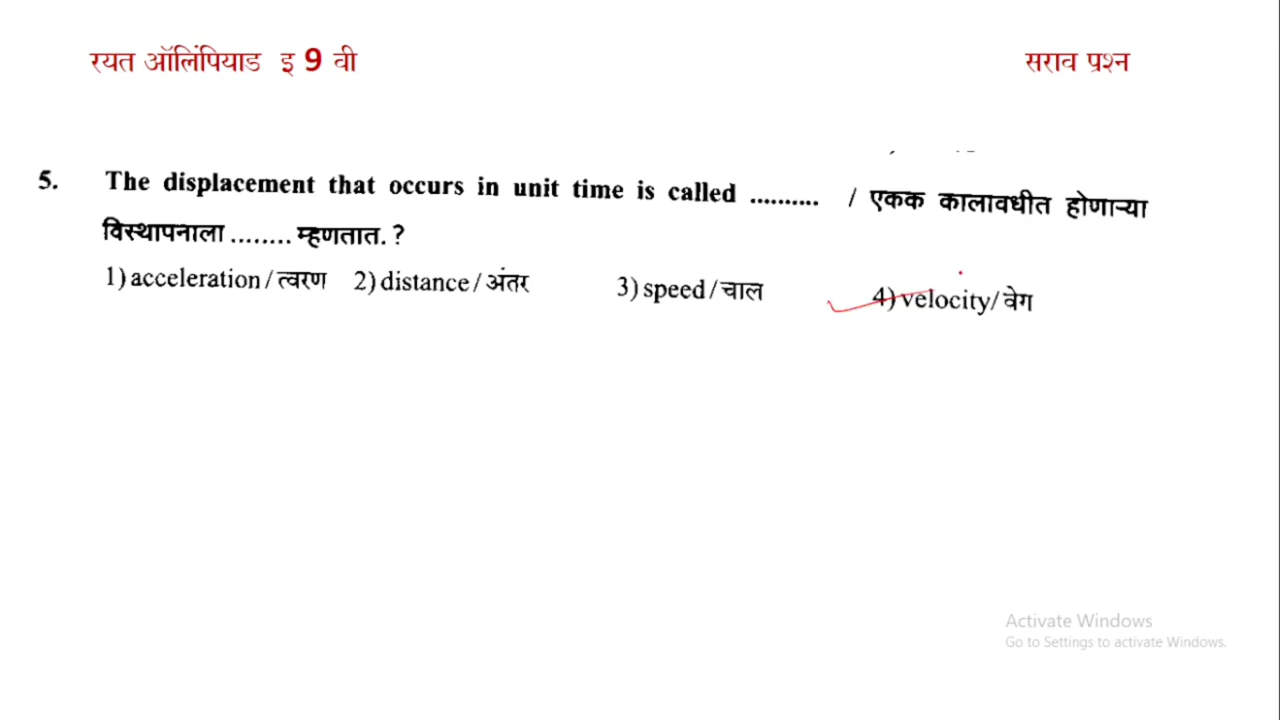 रयत ऑलिंपियाड इ 9 वी सराव प्रश्न
5. The displacement that occurs in unit time is called .......... / एकक कालावधीत होणाऱ्या
विस्थापनाला ........ म्हणतात. ?
1) acceleration / त्वरण 2) distance / अंतर 3) speed / चाल 4) velocity / वेग
Activate Windows
Go to Settings to activate Windows.